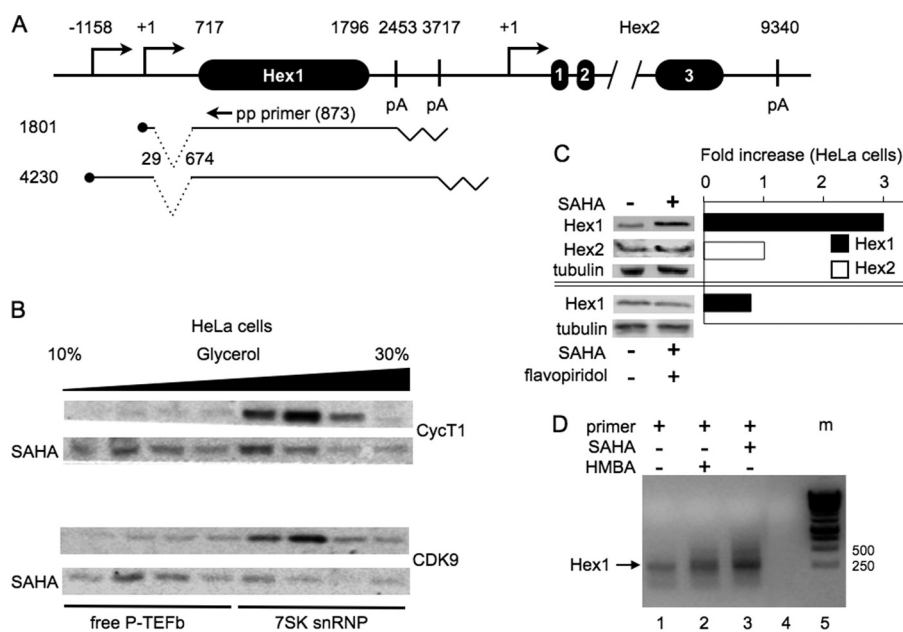 A
-1158 +1 717 1796 2453 3717 +1 Hex2 9340
Hex1 1 2 3
pA pA pA
pp primer (873)
1801
29 674
4230
B
HeLa cells
10% Glycerol 30%
CycT1
SAHA
CDK9
SAHA
free P-TEFb 7SK snRNP
C
Fold increase (HeLa cells)
SAHA - + 0 1 2 3
Hex1
Hex2
tubulin
Hex1
Hex2
Hex1
tubulin
SAHA - +
flavopiridol - +
D
primer + + + m
SAHA - - +
HMBA - + -
500
Hex1 250
1 2 3 4 5